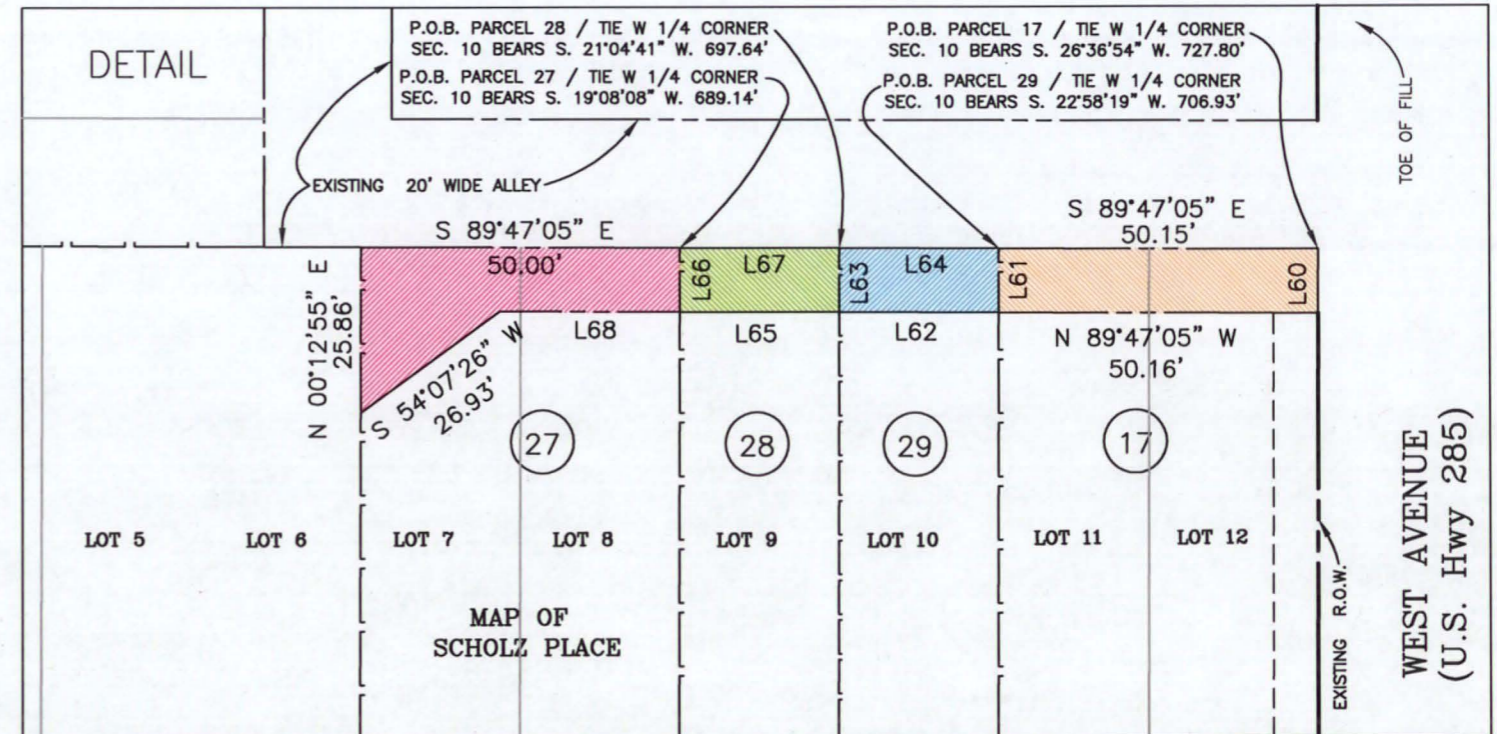 DETAIL
P.O.B. PARCEL 28 / TIE W 1/4 CORNER
SEC. 10 BEARS S. 21°04'41" W. 697.64'
P.O.B. PARCEL 27 / TIE W 1/4 CORNER
SEC. 10 BEARS S. 19°08'08" W. 689.14'
P.O.B. PARCEL 17 / TIE W 1/4 CORNER
SEC. 10 BEARS S. 26°36'54" W. 727.80'
P.O.B. PARCEL 29 / TIE W 1/4 CORNER
SEC. 10 BEARS S. 22°58'19" W. 706.93'
TOE OF FILL
EXISTING 20' WIDE ALLEY
S 89°47'05" E
50.00'
S 89°47'05" E
50.15'
N 00°12'55" E
25.86'
L66
L67
L63
L64
L61
L60
S 54°07'26" W
26.93'
L68
L65
L62
N 89°47'05" W
50.16'
27
28
29
17
LOT 5
LOT 6
LOT 7
LOT 8
LOT 9
LOT 10
LOT 11
LOT 12
MAP OF
SCHOLZ PLACE
EXISTING R.O.W.
WEST AVENUE
(U.S. Hwy 285)